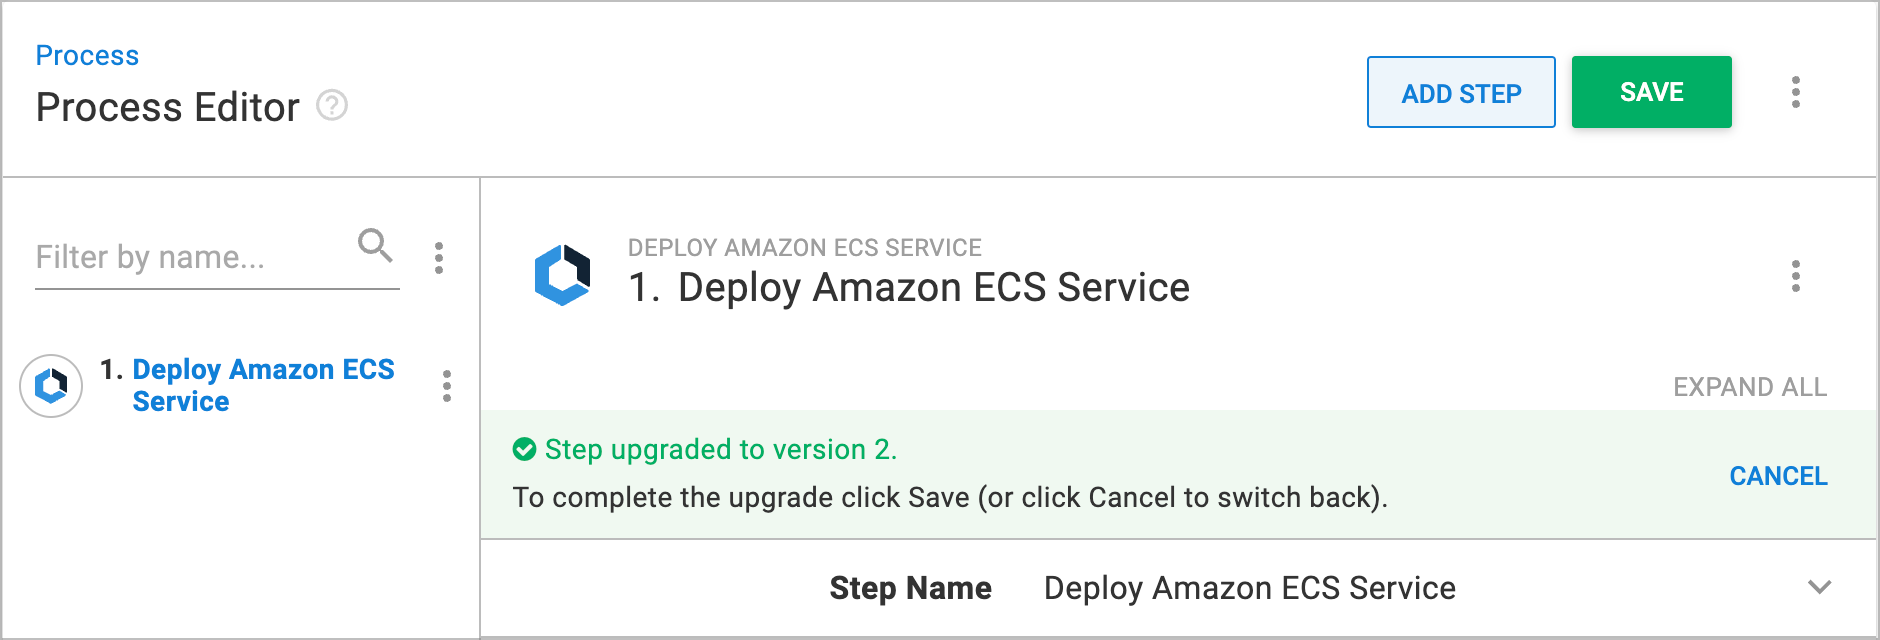 Process
Process Editor ?
ADD STEP
SAVE
Filter by name...
1. Deploy Amazon ECS
Service
DEPLOY AMAZON ECS SERVICE
1. Deploy Amazon ECS Service
EXPAND ALL
Step upgraded to version 2.
To complete the upgrade click Save (or click Cancel to switch back).
CANCEL
Step Name Deploy Amazon ECS Service